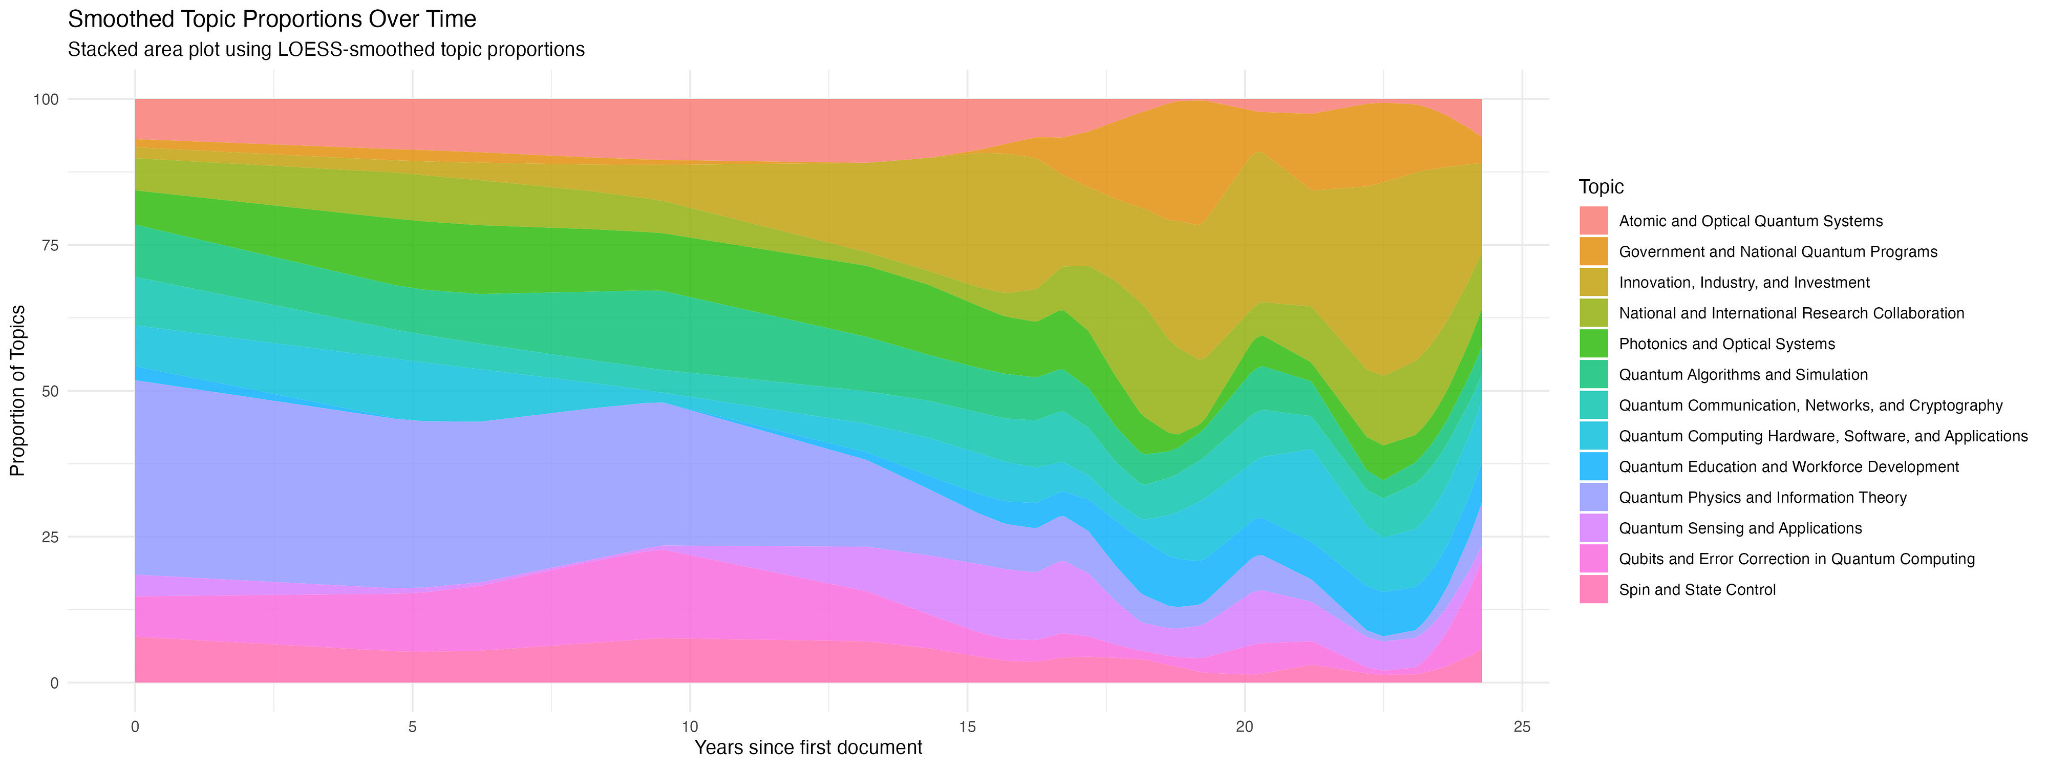 Smoothed Topic Proportions Over Time
Stacked area plot using LOESS-smoothed topic proportions
Proportion of Topics
100
75
50
25
0
0
5
10
15
20
25
Years since first document
Topic
Atomic and Optical Quantum Systems
Government and National Quantum Programs
Innovation, Industry, and Investment
National and International Research Collaboration
Photonics and Optical Systems
Quantum Algorithms and Simulation
Quantum Communication, Networks, and Cryptography
Quantum Computing Hardware, Software, and Applications
Quantum Education and Workforce Development
Quantum Physics and Information Theory
Quantum Sensing and Applications
Qubits and Error Correction in Quantum Computing
Spin and State Control